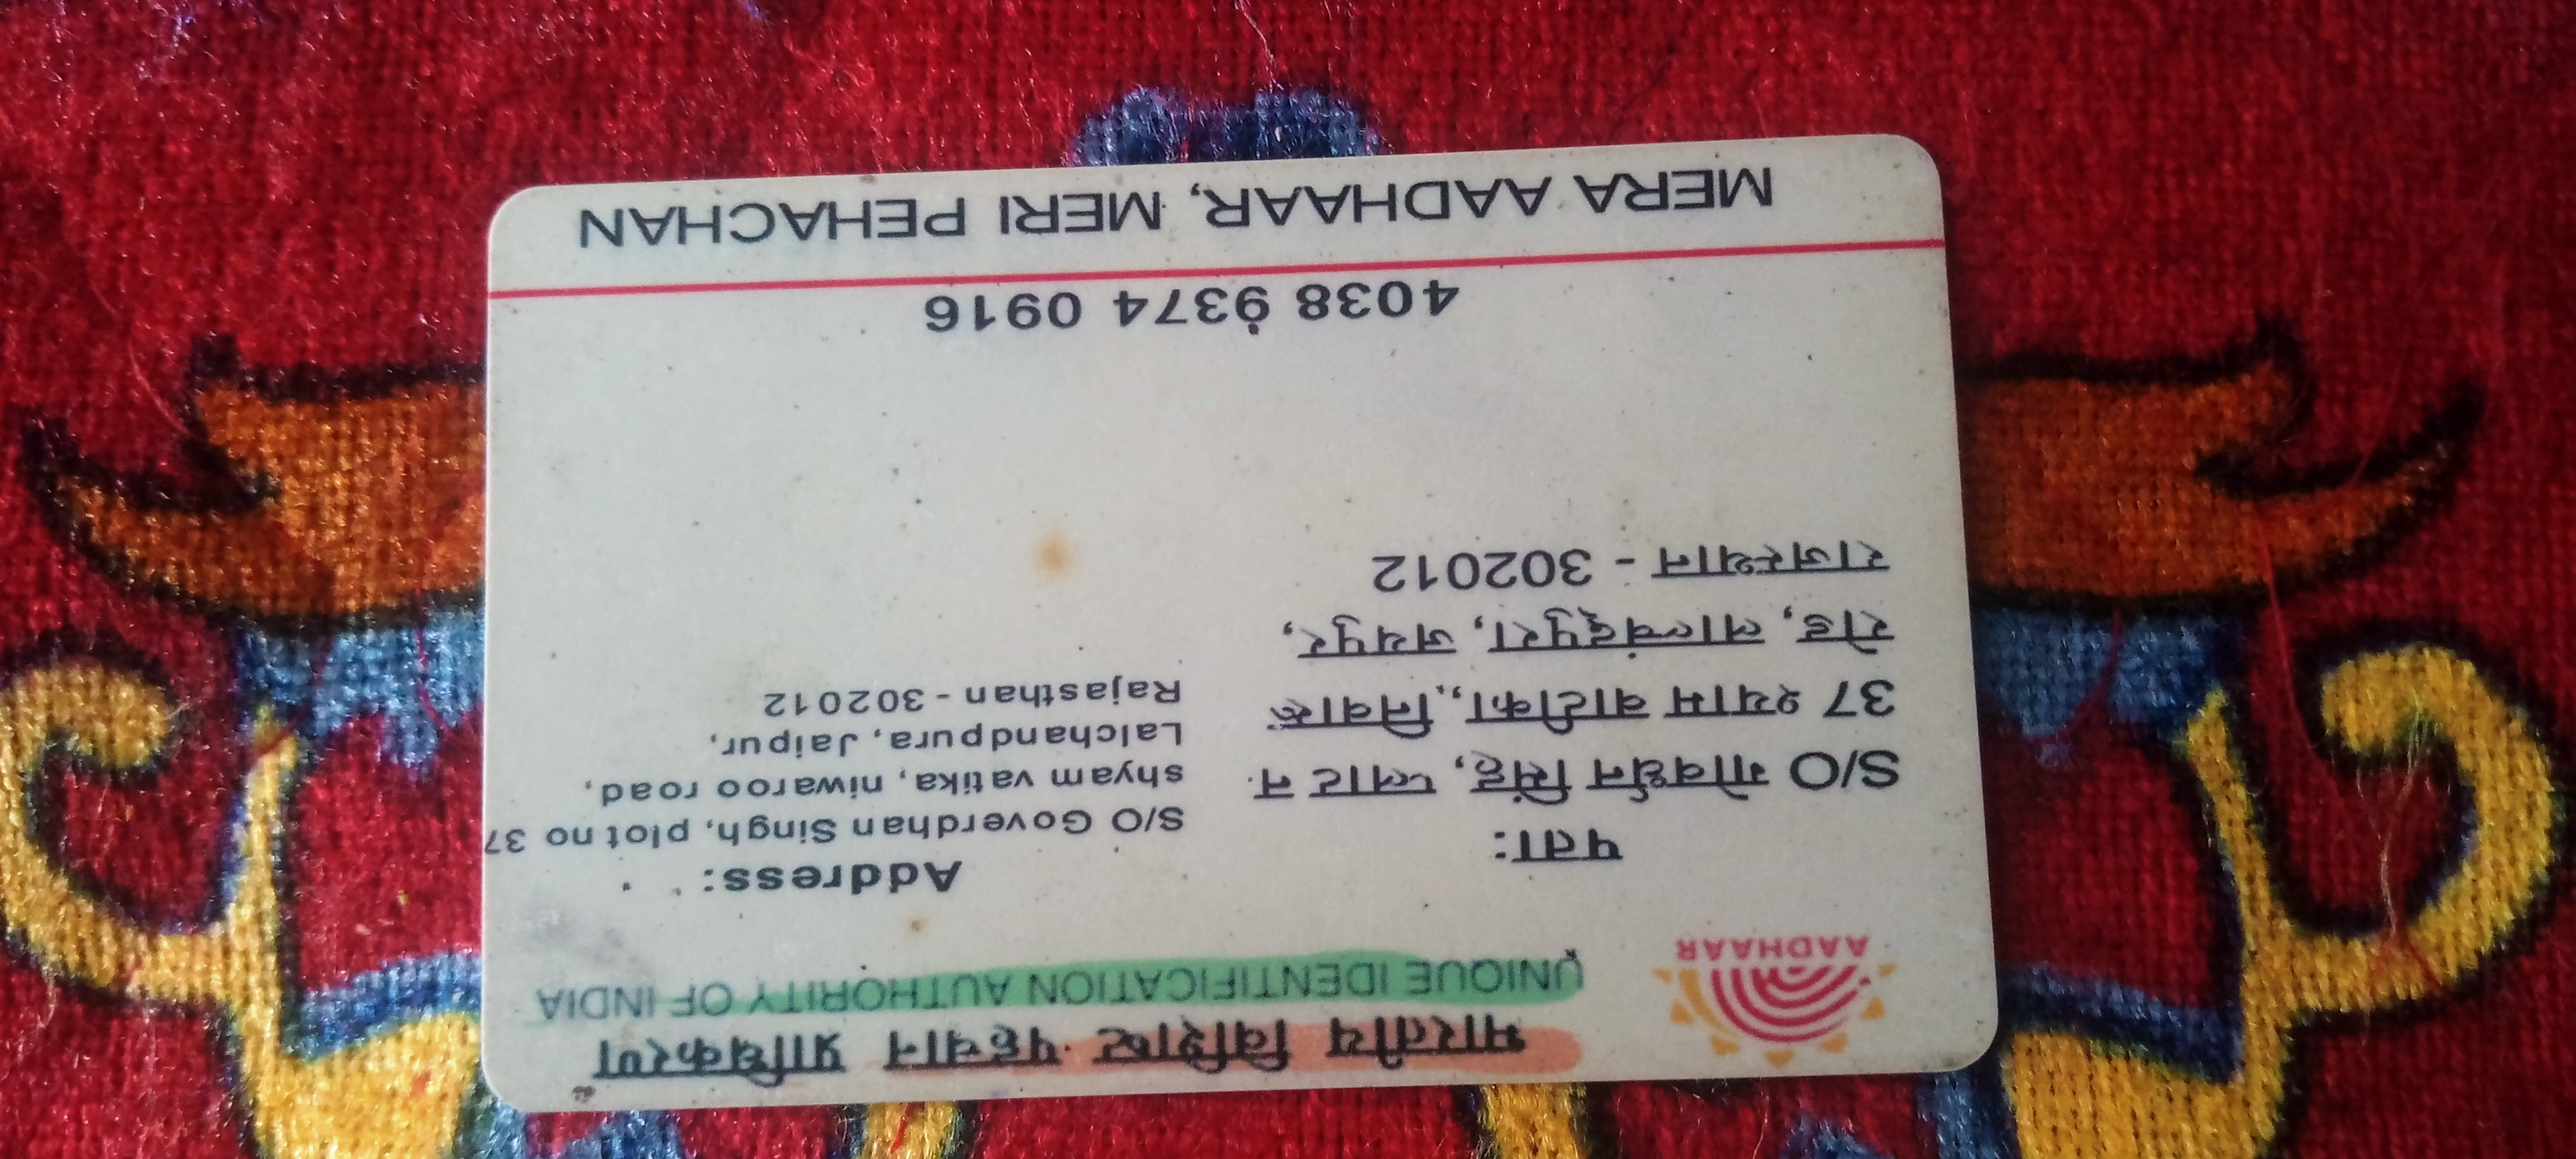 भारतीय विशिष्ट पहचान प्राधिकरण
UNIQUE IDENTIFICATION AUTHORITY OF INDIA
AADHAAR
पता:
S/O गोवर्धन सिंह, प्लाट न.
37 श्याम वाटीका,, निवारू
रोड, लालचंदपुरा, जयपुर,
राजस्थान - 302012
Address:
S/O Goverdhan Singh, plot no 37
shyam vatika, niwaroo road,
Lalchandpura, Jaipur,
Rajasthan - 302012
4038 9374 0916
MERA AADHAAR, MERI PEHACHAN